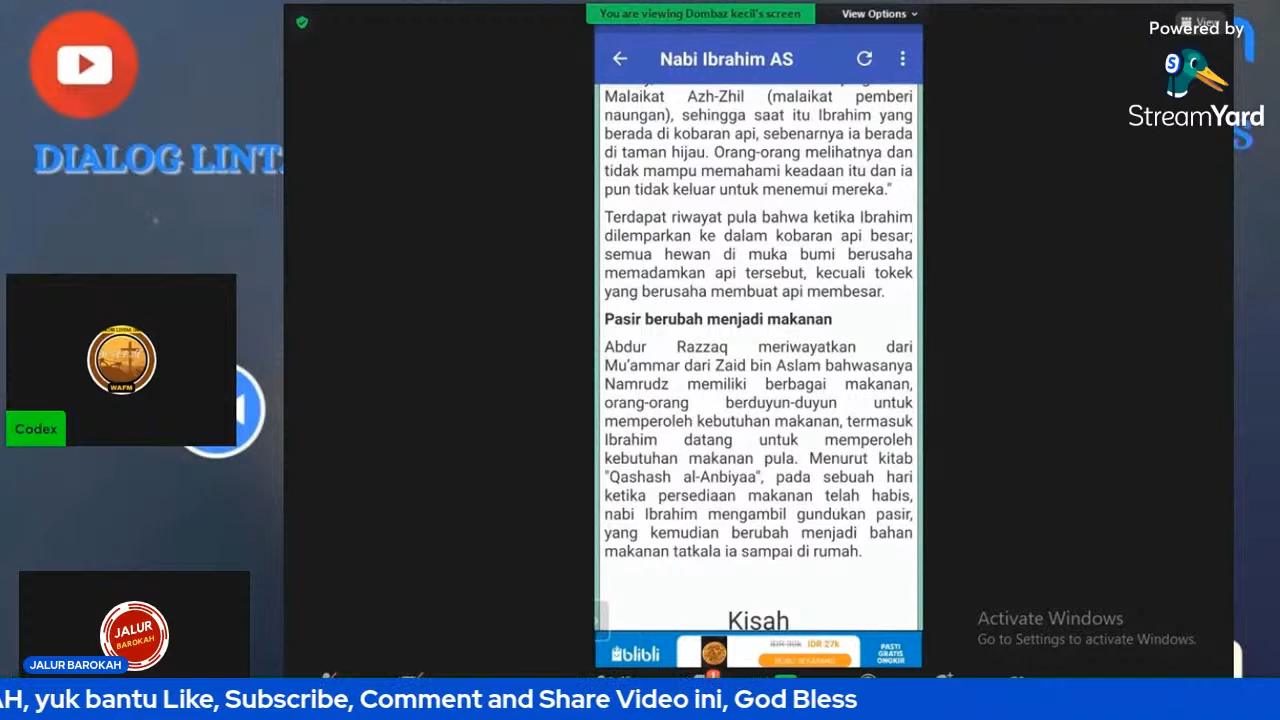 You are viewing Dombaz kecil's screen
View Options
View
Powered by
StreamYard
DIALOG LINT
Nabi Ibrahim AS
Malaikat Azh-Zhil (malaikat pemberi
naungan), sehingga saat itu Ibrahim yang
berada di kobaran api, sebenarnya ia berada
di taman hijau. Orang-orang melihatnya dan
tidak mampu memahami keadaan itu dan ia
pun tidak keluar untuk menemui mereka."
Terdapat riwayat pula bahwa ketika Ibrahim
dilemparkan ke dalam kobaran api besar;
semua hewan di muka bumi berusaha
memadamkan api tersebut, kecuali tokek
yang berusaha membuat api membesar.
Pasir berubah menjadi makanan
Abdur Razzaq meriwayatkan dari
Mu'ammar dari Zaid bin Aslam bahwasanya
Namrudz memiliki berbagai makanan,
orang-orang berduyun-duyun untuk
memperoleh kebutuhan makanan, termasuk
Ibrahim datang untuk memperoleh
kebutuhan makanan pula. Menurut kitab
"Qashash al-Anbiyaa", pada sebuah hari
ketika persediaan makanan telah habis,
nabi Ibrahim mengambil gundukan pasir,
yang kemudian berubah menjadi bahan
makanan tatkala ia sampai di rumah.
Kisah
blibli
IDR 90k IDR 27k
PASTI
GRATIS
ONGKIR
WAFM
Codex
JALUR
BAROKAH
JALUR BAROKAH
Activate Windows
Go to Settings to activate Windows.
AH, yuk bantu Like, Subscribe, Comment and Share Video ini, God Bless